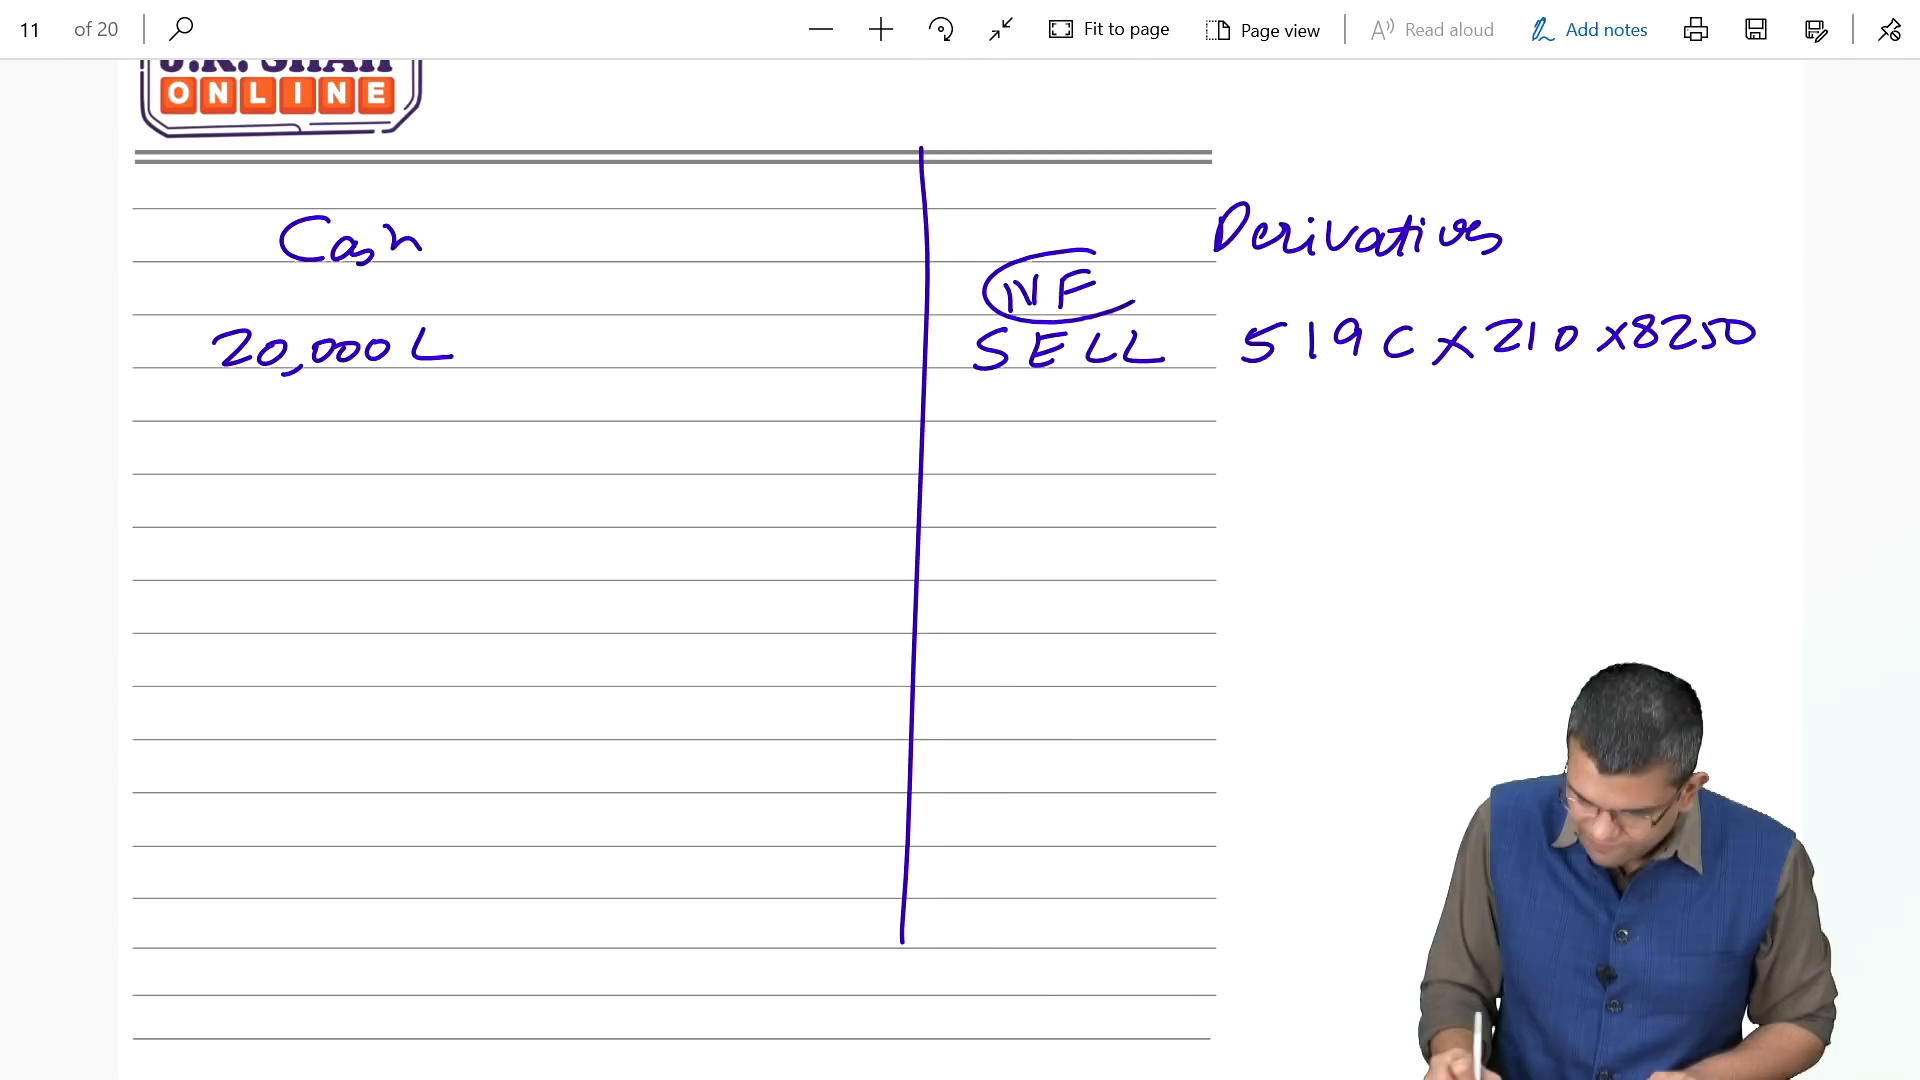 11 of 20 Fit to page Page view Read aloud Add notes
J.K. SHAH
ONLINE
Cash
Derivatives
NF
20,000 L
SELL 519 C x 210 x 8250